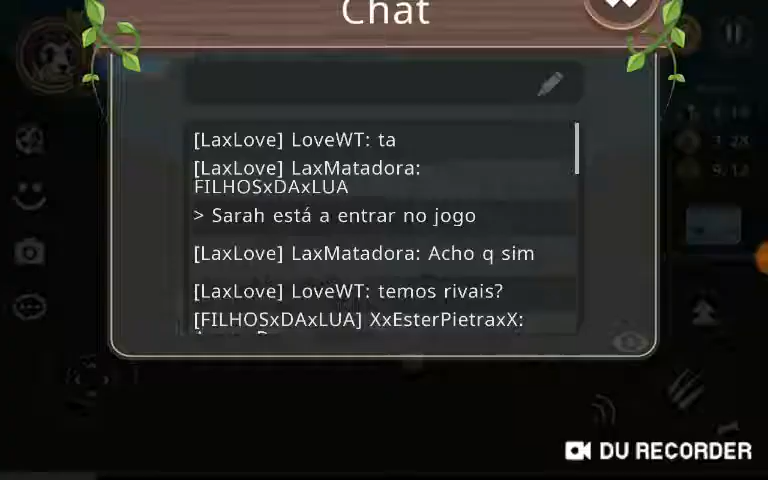 Chat
[LaxLove] LoveWT: ta
[LaxLove] LaxMatadora:
FILHOSxDAxLUA
> Sarah está a entrar no jogo
[LaxLove] LaxMatadora: Acho q sim
[LaxLove] LoveWT: temos rivais?
[FILHOSxDAxLUA] XxEsterPietraxX:
DU RECORDER